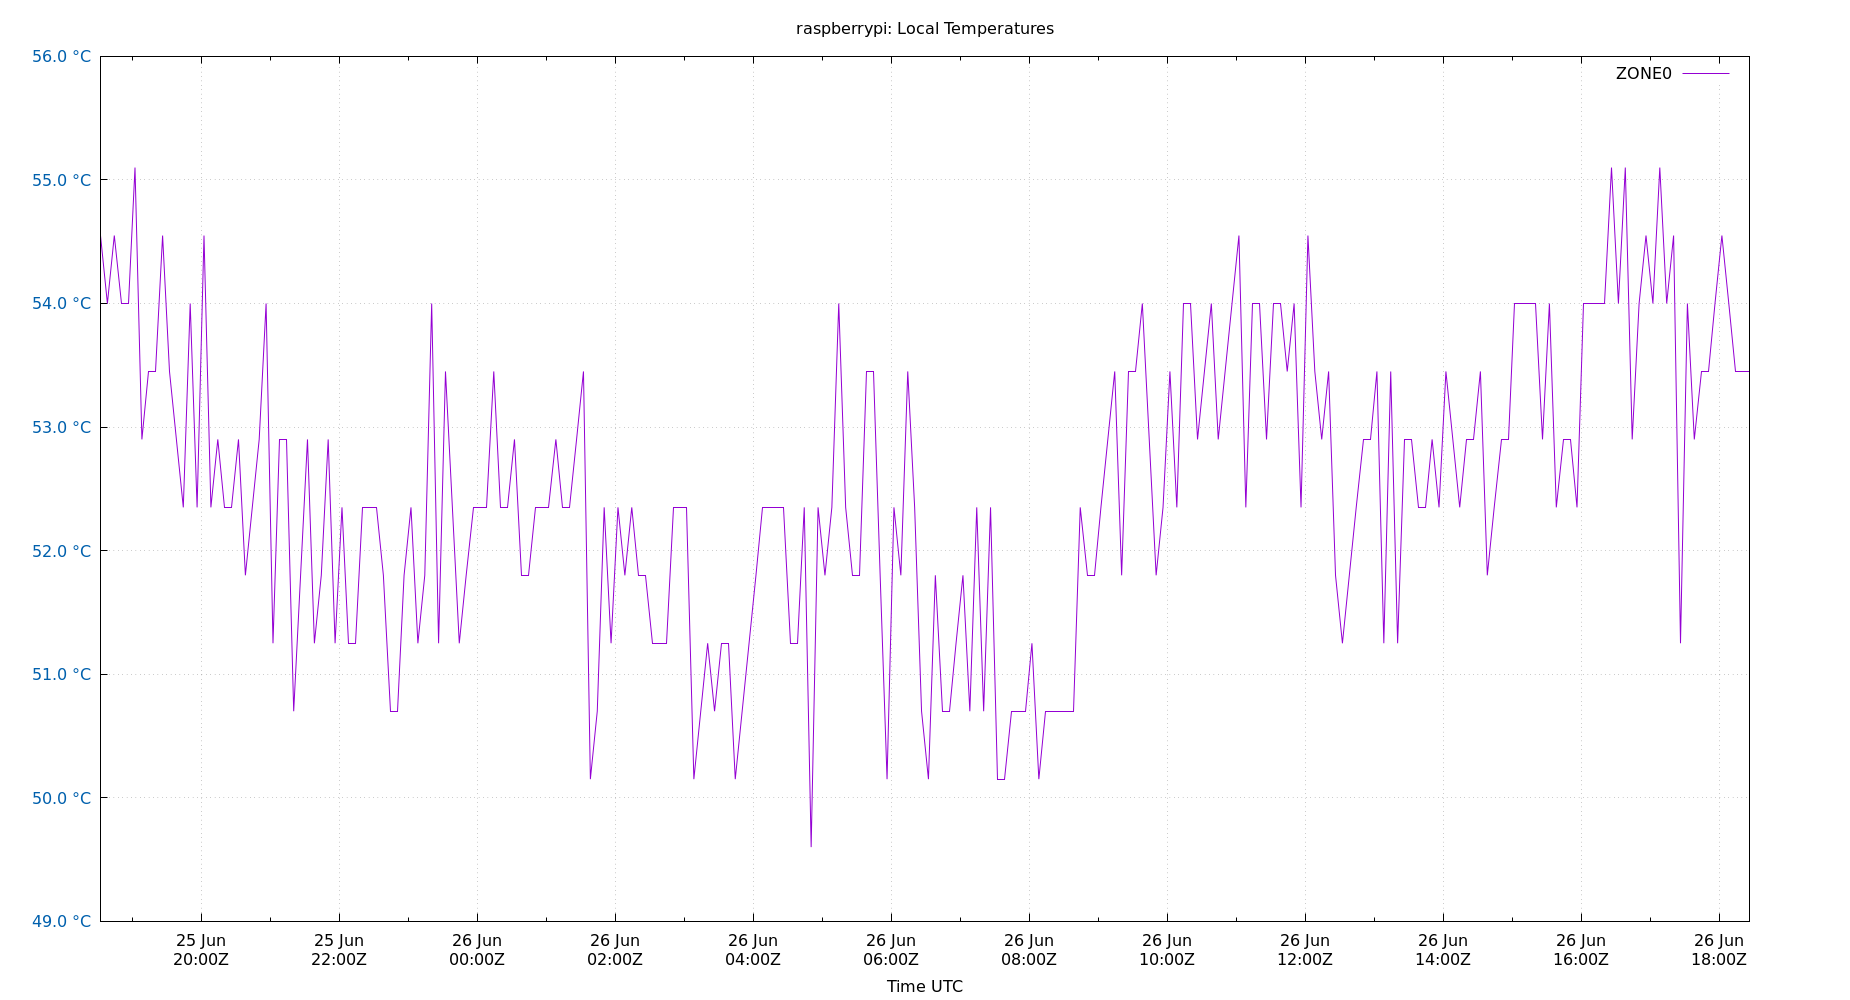 raspberrypi: Local Temperatures
56.0 °C
ZONE0
55.0 °C
54.0 °C
53.0 °C
52.0 °C
51.0 °C
50.0 °C
49.0 °C
25 Jun 25 Jun 26 Jun 26 Jun 26 Jun 26 Jun 26 Jun 26 Jun 26 Jun 26 Jun 26 Jun 26 Jun
20:00Z 22:00Z 00:00Z 02:00Z 04:00Z 06:00Z 08:00Z 10:00Z 12:00Z 14:00Z 16:00Z 18:00Z
Time UTC